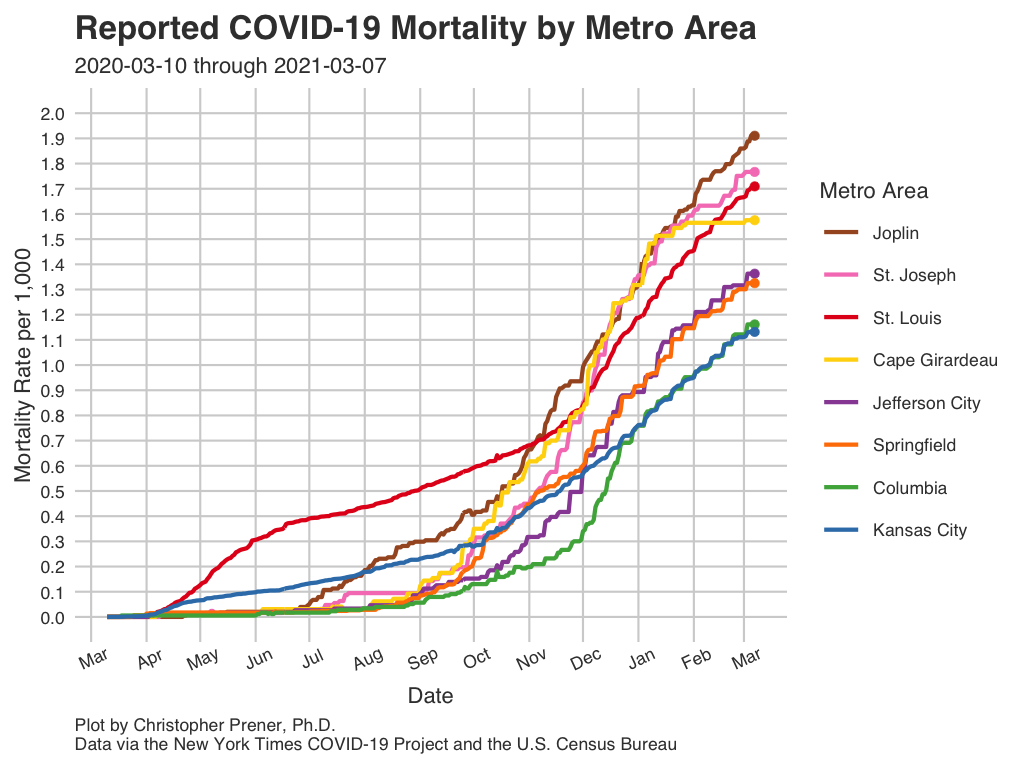 Reported COVID-19 Mortality by Metro Area
2020-03-10 through 2021-03-07
Mortality Rate per 1,000
2.0
1.9
1.8
1.7
1.6
1.5
1.4
1.3
1.2
1.1
1.0
0.9
0.8
0.7
0.6
0.5
0.4
0.3
0.2
0.1
0.0
Mar Apr May Jun Jul Aug Sep Oct Nov Dec Jan Feb Mar
Date
Metro Area
Joplin
St. Joseph
St. Louis
Cape Girardeau
Jefferson City
Springfield
Columbia
Kansas City
Plot by Christopher Prener, Ph.D.
Data via the New York Times COVID-19 Project and the U.S. Census Bureau